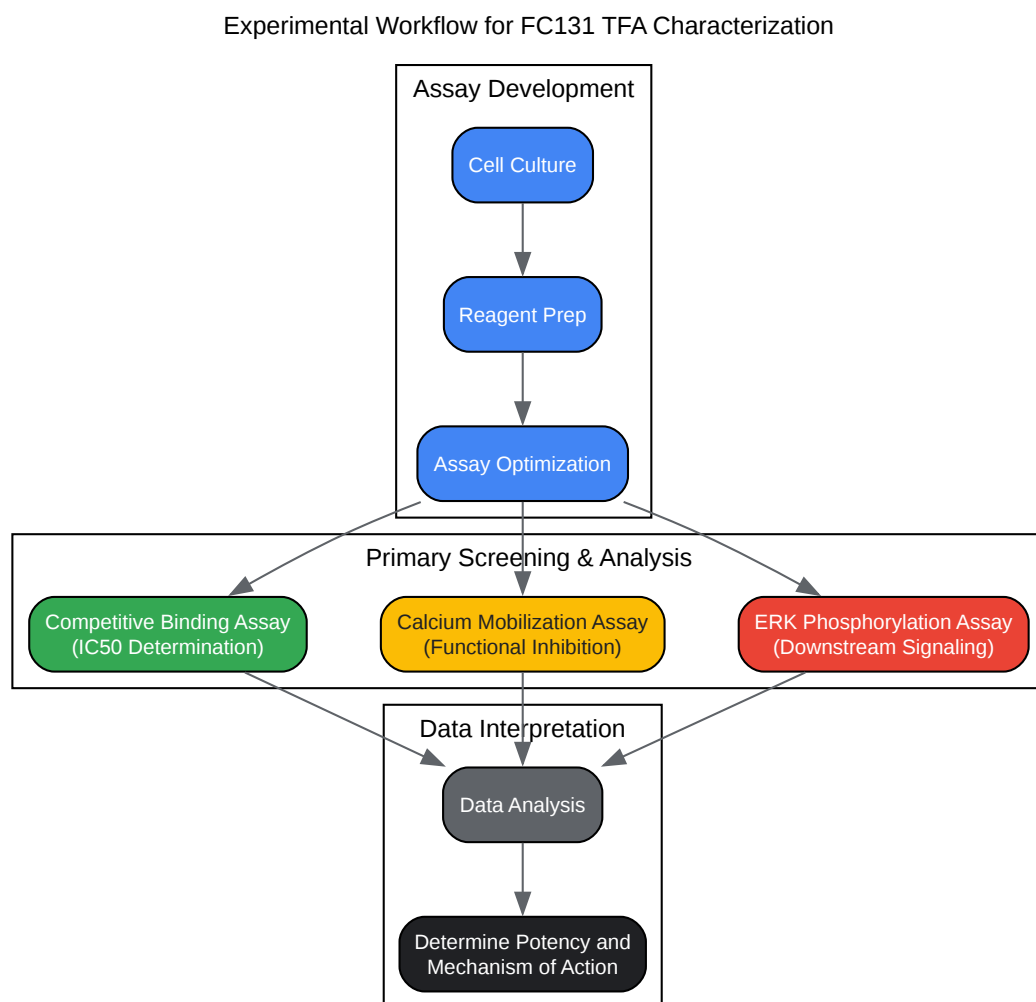 Experimental Workflow for FC131 TFA Characterization
Assay Development
Cell Culture
Reagent Prep
Assay Optimization
Primary Screening & Analysis
Competitive Binding Assay
(IC50 Determination)
Calcium Mobilization Assay
(Functional Inhibition)
ERK Phosphorylation Assay
(Downstream Signaling)
Data Interpretation
Data Analysis
Determine Potency and
Mechanism of Action